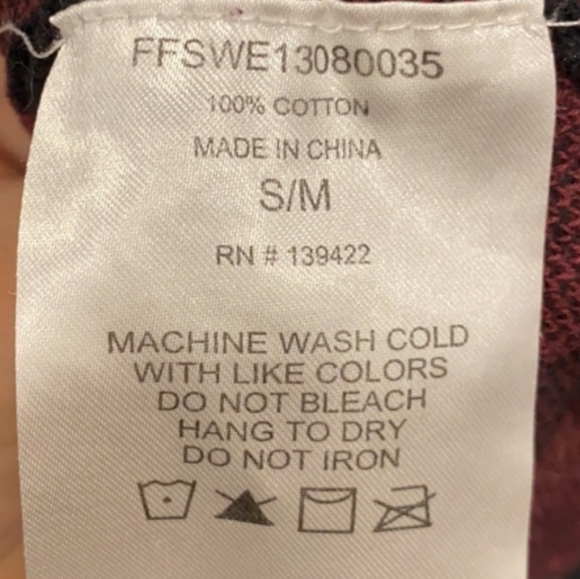 FFSWE13080035
100% COTTON
MADE IN CHINA
S/M
RN # 139422
MACHINE WASH COLD
WITH LIKE COLORS
DO NOT BLEACH
HANG TO DRY
DO NOT IRON